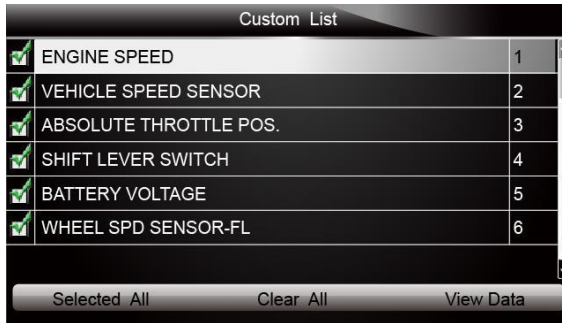 Custom List
ENGINE SPEED 1
VEHICLE SPEED SENSOR 2
ABSOLUTE THROTTLE POS. 3
SHIFT LEVER SWITCH 4
BATTERY VOLTAGE 5
WHEEL SPD SENSOR-FL 6
Selected All Clear All View Data